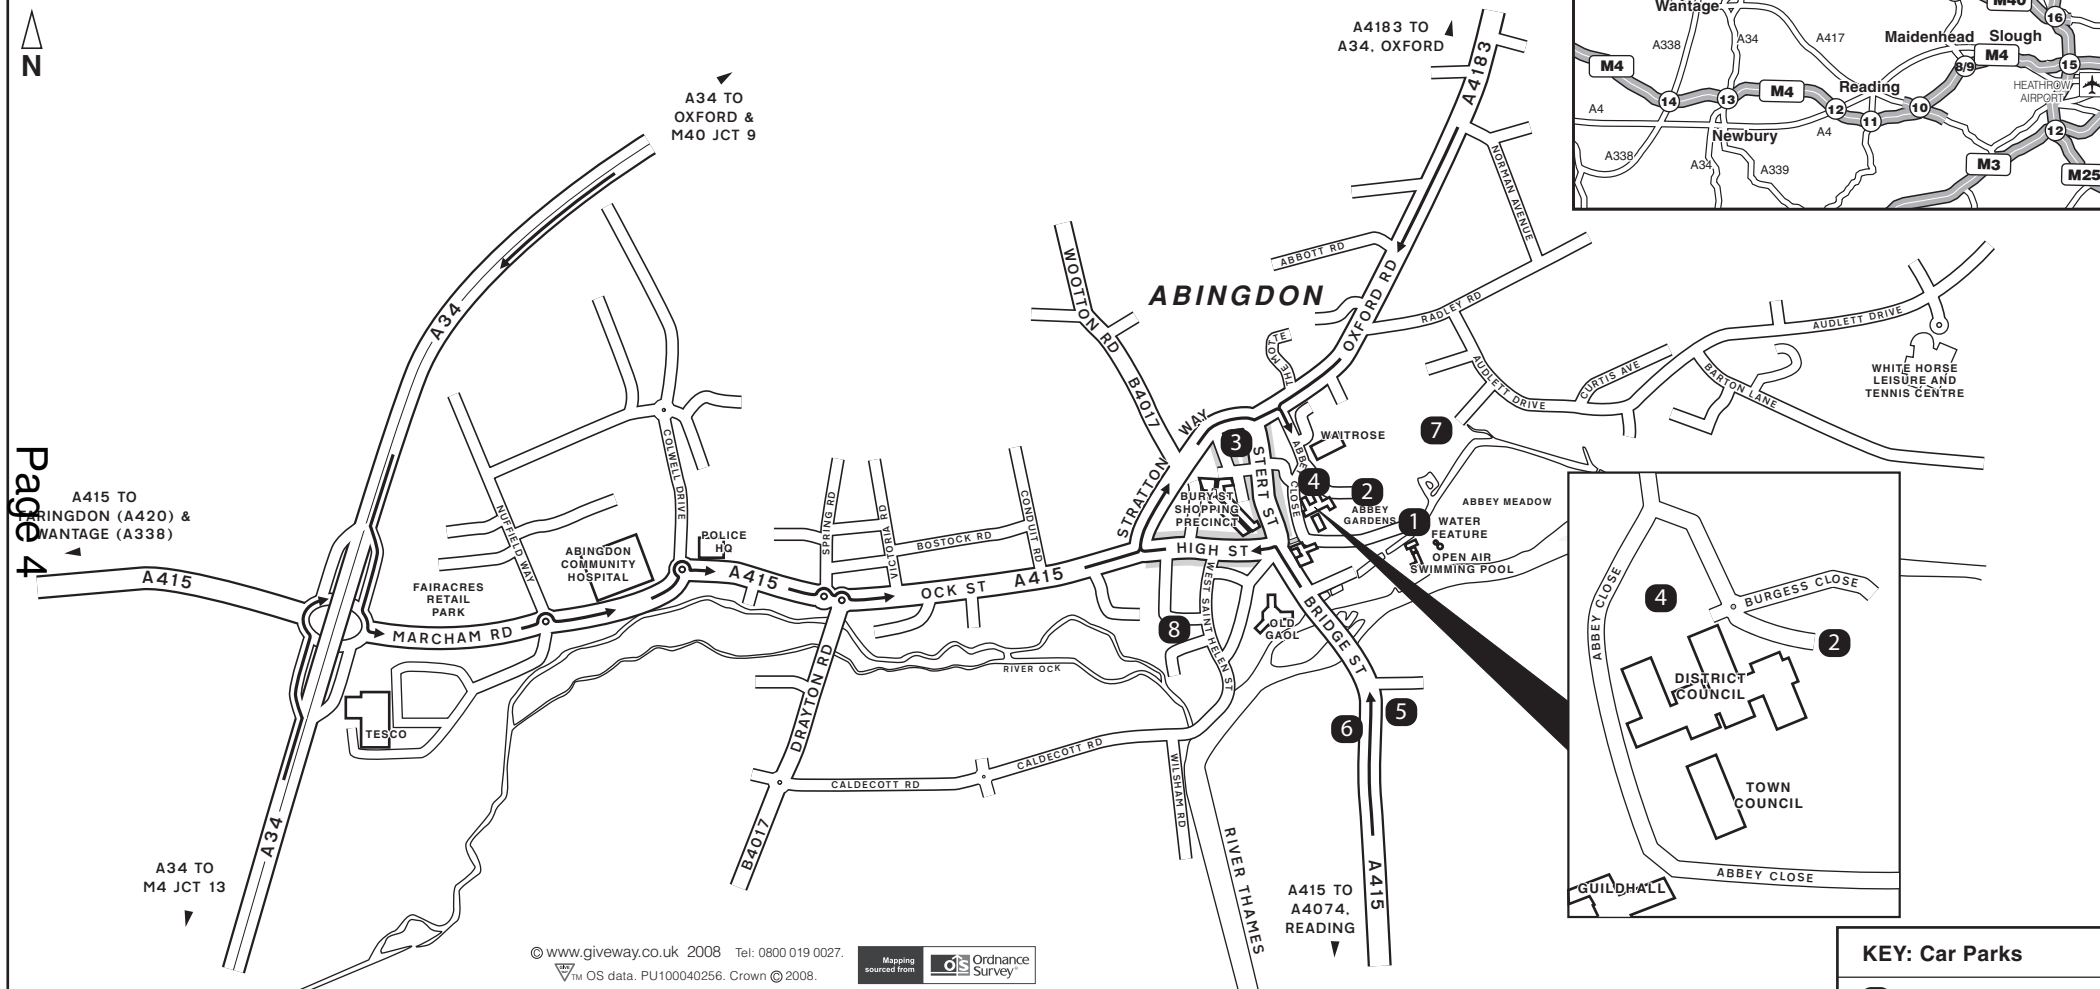 N
A34 TO
OXFORD &
M40 JCT 9
A4183 TO
A34, OXFORD
A4183
NORMAN AVENUE
ABBOTT RD
OXFORD RD
RADLEY RD
ABINGDON
THE MOTTE
WOOTTON RD
B4017
STRATTON
WAY
A34
Page 4
A415 TO
FARINGDON (A420) &
WANTAGE (A338)
A415
COLWELL DRIVE
NUFFIELD WAY
FAIRACRES
RETAIL
PARK
ABINGDON
COMMUNITY
HOSPITAL
POLICE
HQ
MARCHAM RD
A415
SPRING RD
VICTORIA RD
BOSTOCK RD
CONDUIT RD
OCK ST
A415
HIGH ST
BURY ST
SHOPPING
PRECINCT
STERT ST
ABBEY
CLOSE
WAITROSE
3
4
2
ABBEY
GARDENS
1
7
WATER
FEATURE
OPEN AIR
SWIMMING POOL
ABBEY MEADOW
AUDLETT DRIVE
AUDLETT DRIVE
CURTIS AVE
BARTON LANE
AUDLETT DRIVE
WHITE HORSE
LEISURE AND
TENNIS CENTRE
WEST SAINT HELEN ST
8
OLD
GAOL
BRIDGE ST
5
6
RIVER OCK
TESCO
DRAYTON RD
CALDECOTT RD
CALDECOTT RD
WILSHAM RD
B4017
RIVER THAMES
A415
A415 TO
A4074,
READING
A34
A34 TO
M4 JCT 13
© www.giveway.co.uk 2008 Tel: 0800 019 0027.
TM OS data. PU100040256. Crown © 2008.
Mapping
sourced from
OS
Ordnance
Survey®
Wantage
A338
A34
A417
Maidenhead
Slough
M40
16
15
M4
M4
M4
8/9
HEATHROW
AIRPORT
Reading
14
13
12
11
10
12
A4
A4
Newbury
A338
A34
A339
M3
M25
ABBEY CLOSE
4
BURGESS CLOSE
2
DISTRICT
COUNCIL
TOWN
COUNCIL
ABBEY CLOSE
GUILDHALL
KEY: Car Parks